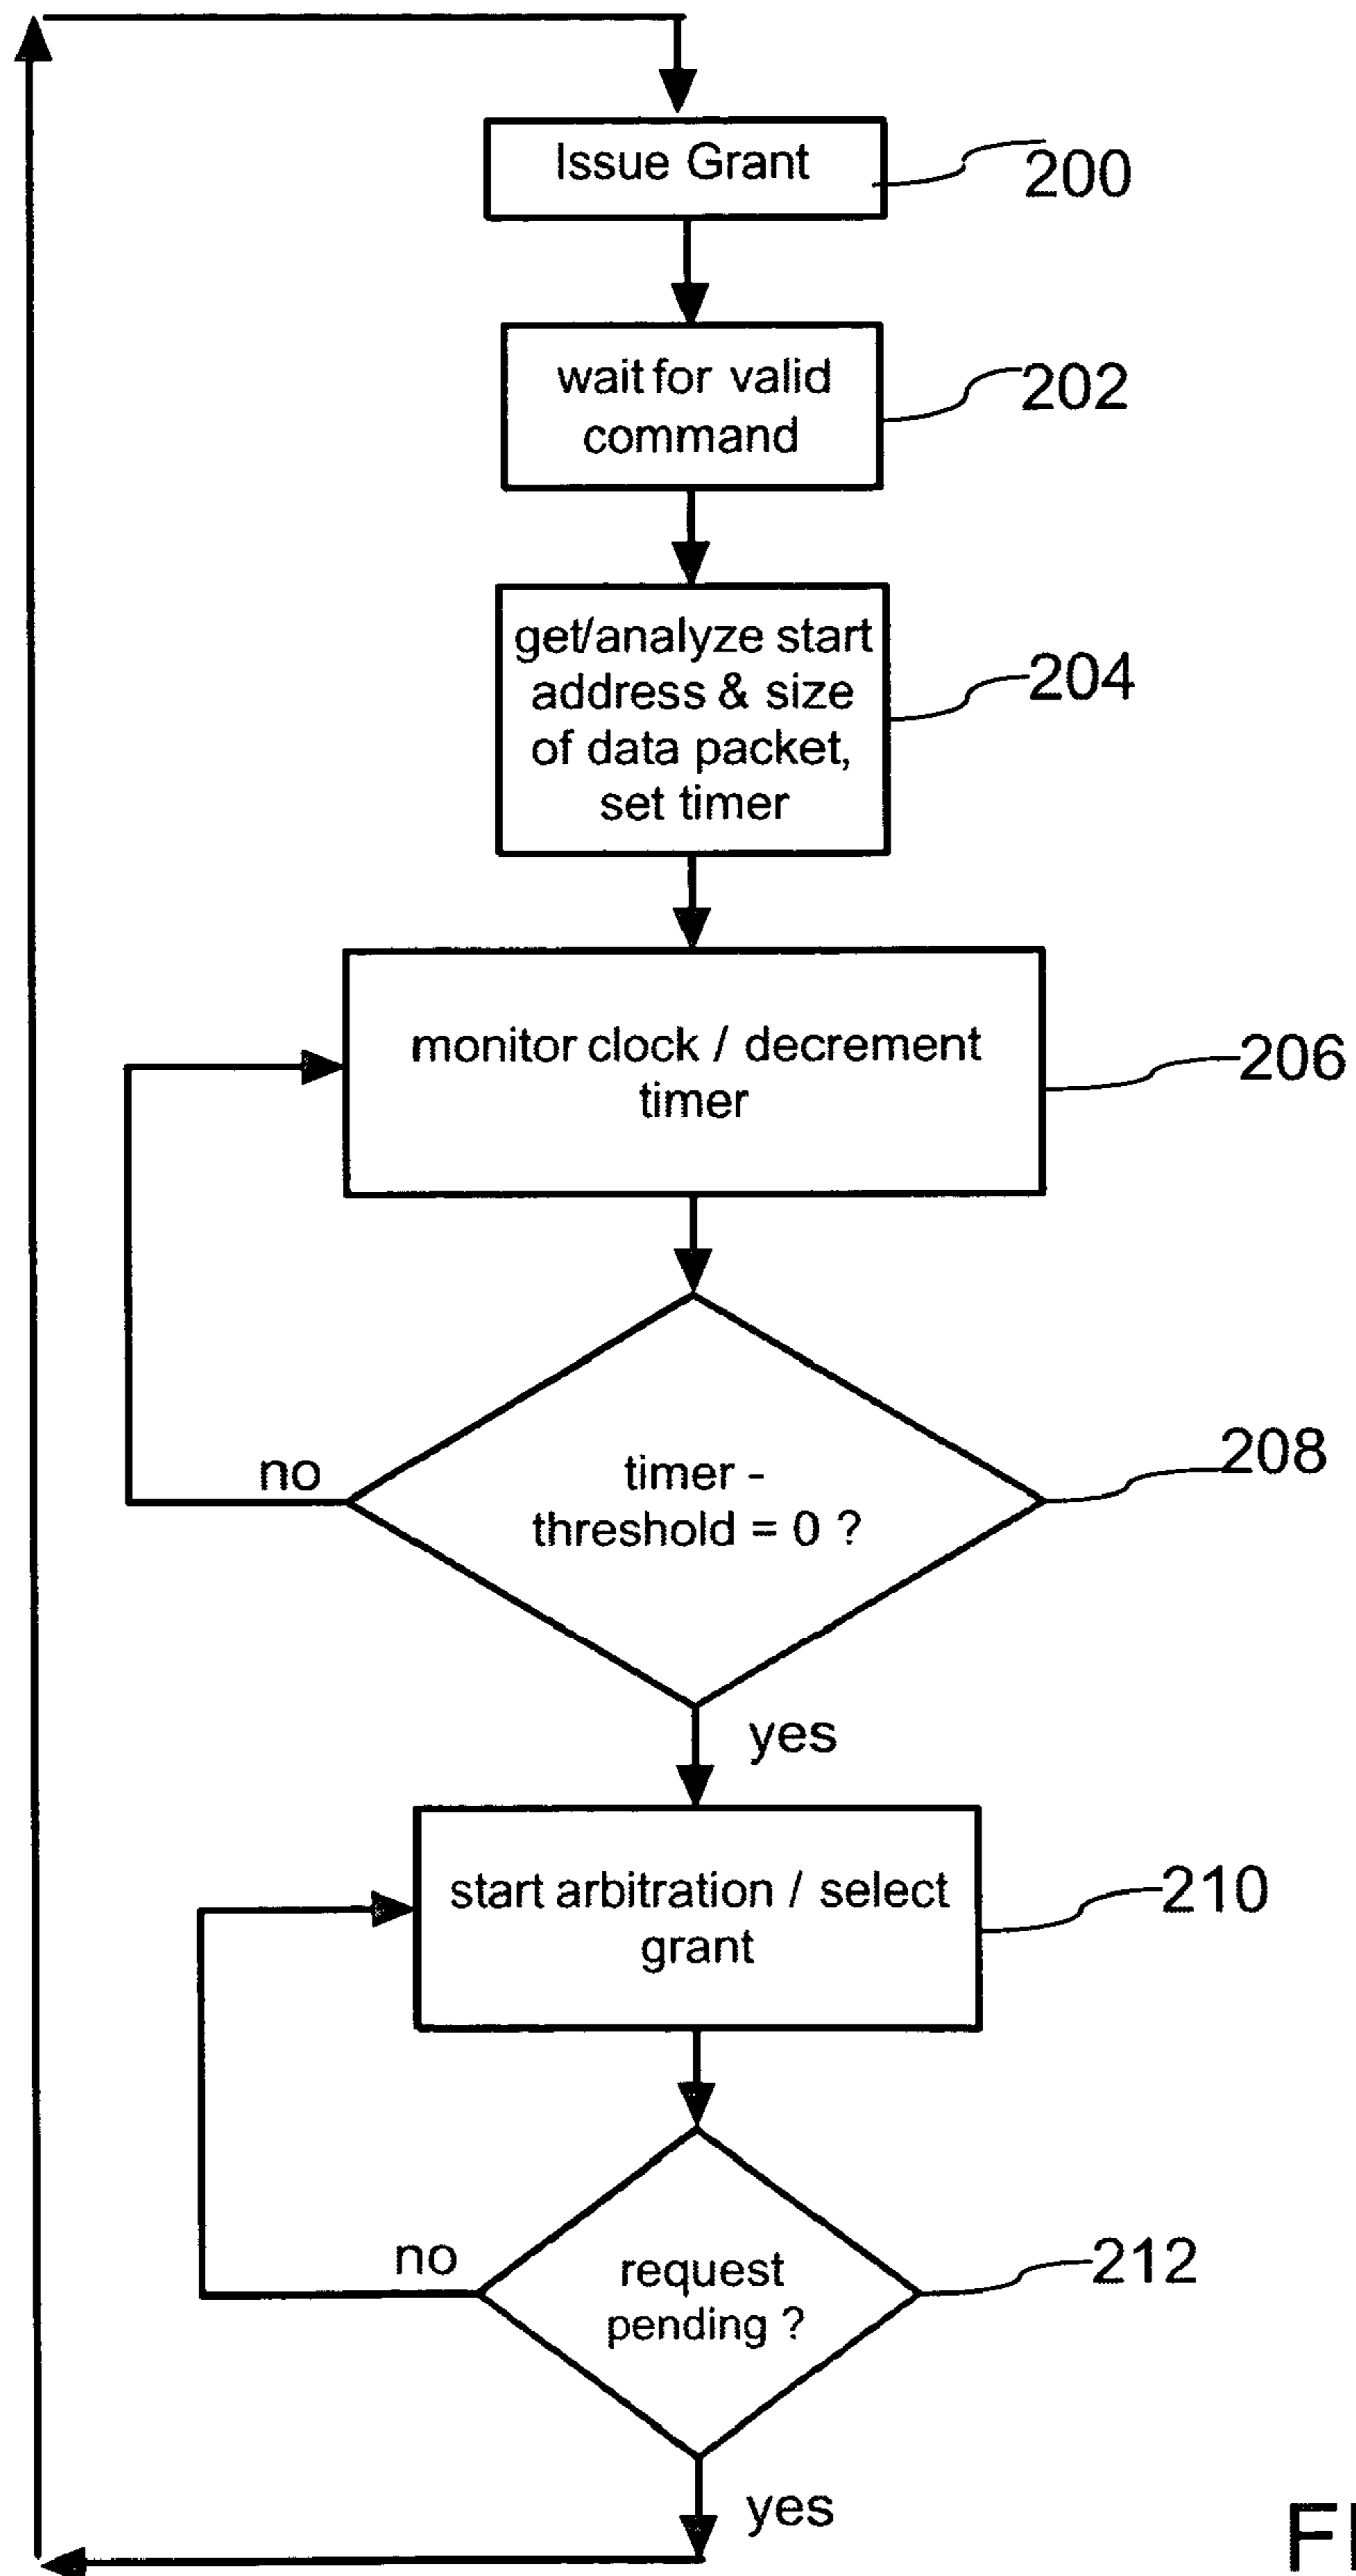 Issue Grant
200
wait for valid
command
202
get/analyze start
address & size
of data packet,
set timer
204
monitor clock / decrement
timer
206
timer -
threshold = 0 ?
208
no
yes
start arbitration / select
grant
210
request
pending ?
212
no
yes